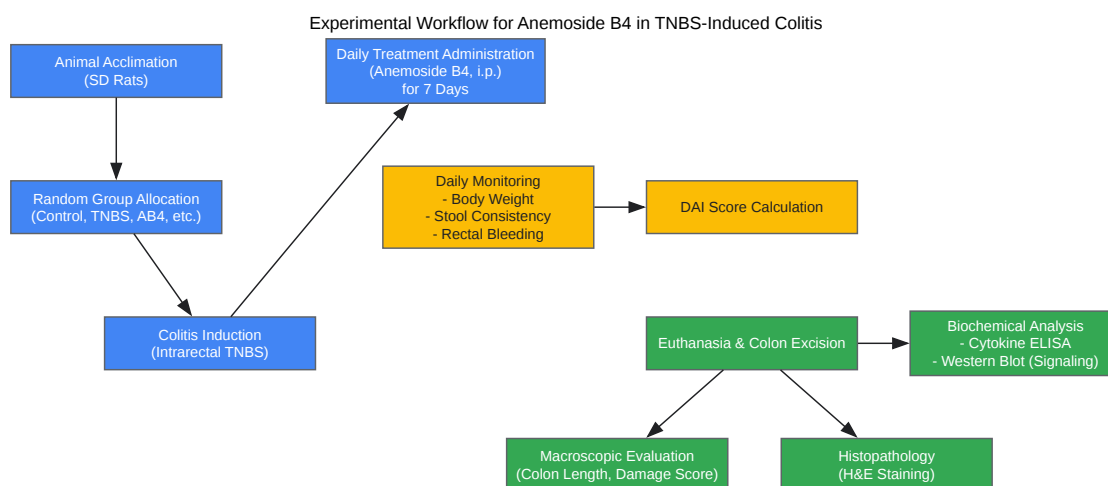 Experimental Workflow for Anemoside B4 in TNBS-Induced Colitis
Animal Acclimation
(SD Rats)
Daily Treatment Administration
(Anemoside B4, i.p.)
for 7 Days
Random Group Allocation
(Control, TNBS, AB4, etc.)
Daily Monitoring
- Body Weight
- Stool Consistency
- Rectal Bleeding
DAI Score Calculation
Colitis Induction
(Intrarectal TNBS)
Euthanasia & Colon Excision
Biochemical Analysis
- Cytokine ELISA
- Western Blot (Signaling)
Macroscopic Evaluation
(Colon Length, Damage Score)
Histopathology
(H&E Staining)